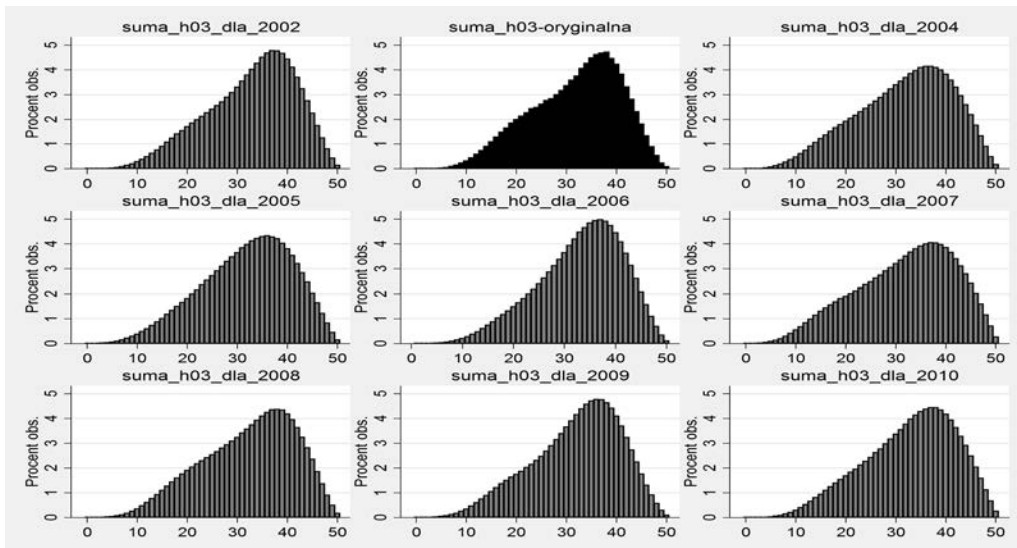 suma_h03_dla_2002
suma_h03-oryginalna
suma_h03_dla_2004
Procent obs.
0 1 2 3 4 5
0 10 20 30 40 50
Procent obs.
0 1 2 3 4 5
0 10 20 30 40 50
Procent obs.
0 1 2 3 4 5
0 10 20 30 40 50
suma_h03_dla_2005
suma_h03_dla_2006
suma_h03_dla_2007
Procent obs.
0 1 2 3 4 5
0 10 20 30 40 50
Procent obs.
0 1 2 3 4 5
0 10 20 30 40 50
Procent obs.
0 1 2 3 4 5
0 10 20 30 40 50
suma_h03_dla_2008
suma_h03_dla_2009
suma_h03_dla_2010
Procent obs.
0 1 2 3 4 5
0 10 20 30 40 50
Procent obs.
0 1 2 3 4 5
0 10 20 30 40 50
Procent obs.
0 1 2 3 4 5
0 10 20 30 40 50